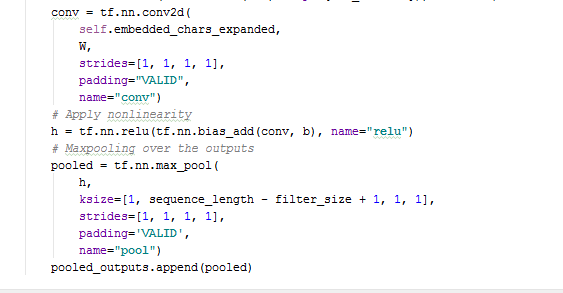 conv = tf.nn.conv2d(
self.embedded_chars_expanded,
W,
strides=[1, 1, 1, 1],
padding="VALID",
name="conv")
# Apply nonlinearity
h = tf.nn.relu(tf.nn.bias_add(conv, b), name="relu")
# Maxpooling over the outputs
pooled = tf.nn.max_pool(
h,
ksize=[1, sequence_length - filter_size + 1, 1, 1],
strides=[1, 1, 1, 1],
padding='VALID',
name="pool")
pooled_outputs.append(pooled)